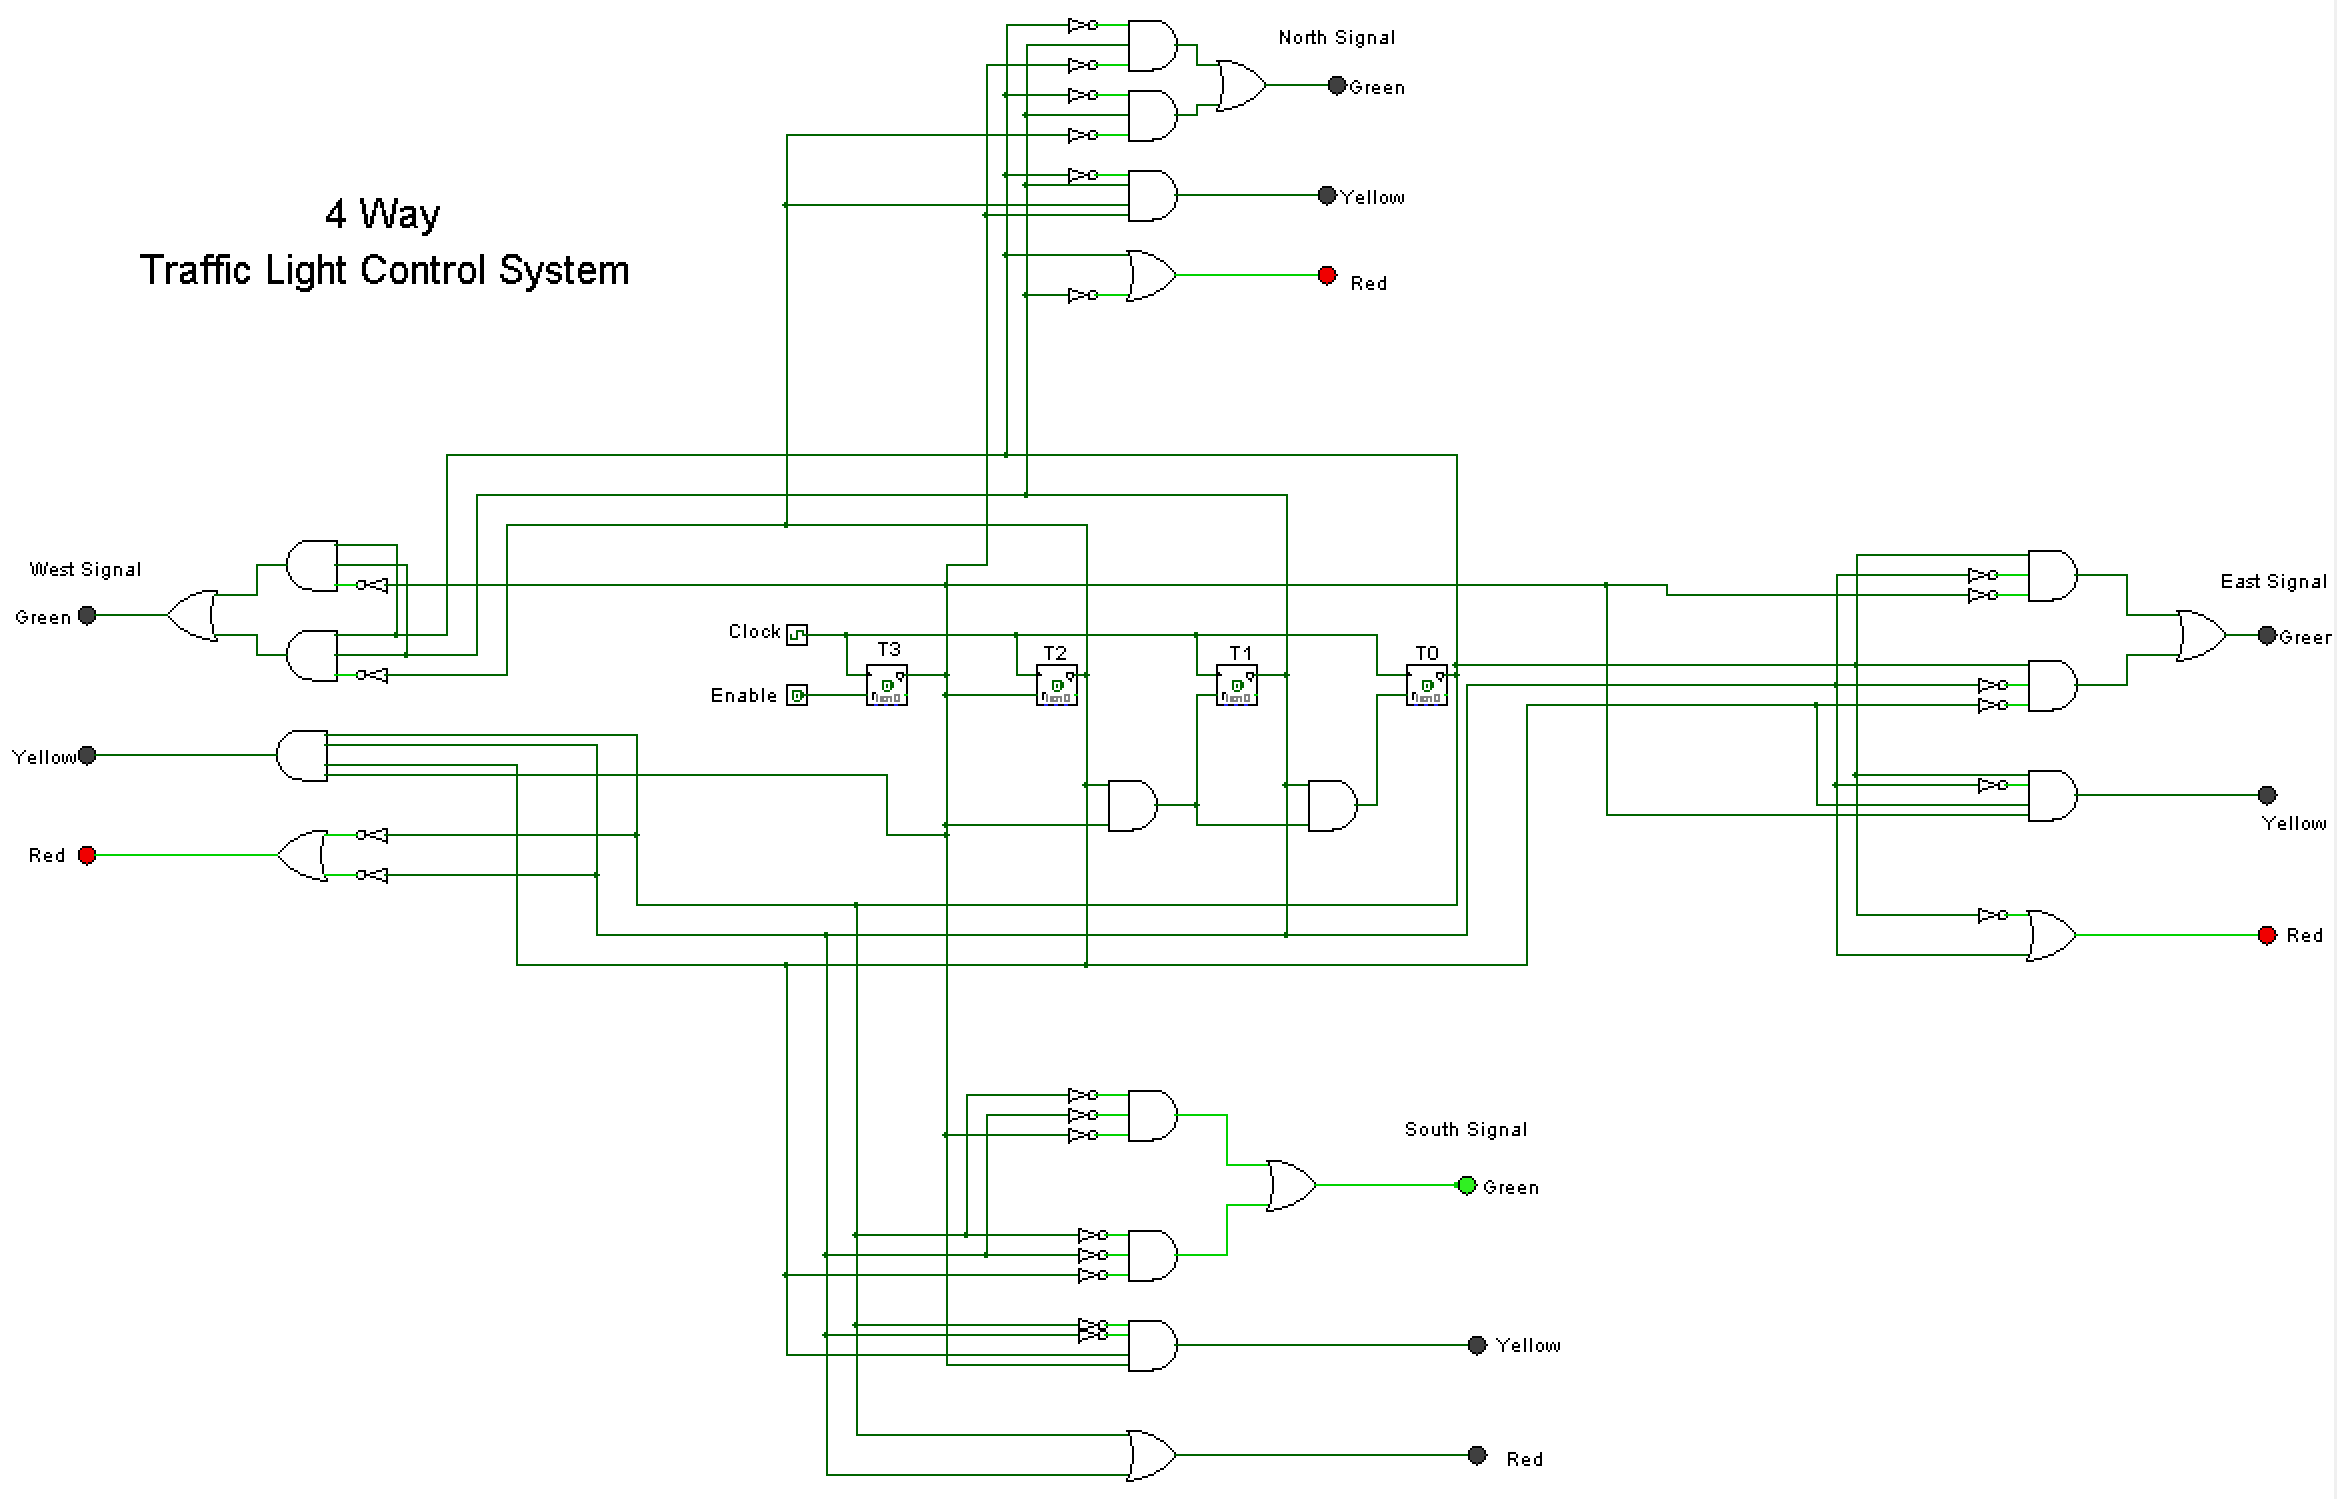 North Signal
Green
Yellow
Red
4 Way
Traffic Light Control System
West Signal
Green
Yellow
Red
Clock
Enable
T3
T2
T1
T0
East Signal
Greer
Yellow
Red
South Signal
Green
Yellow
Red